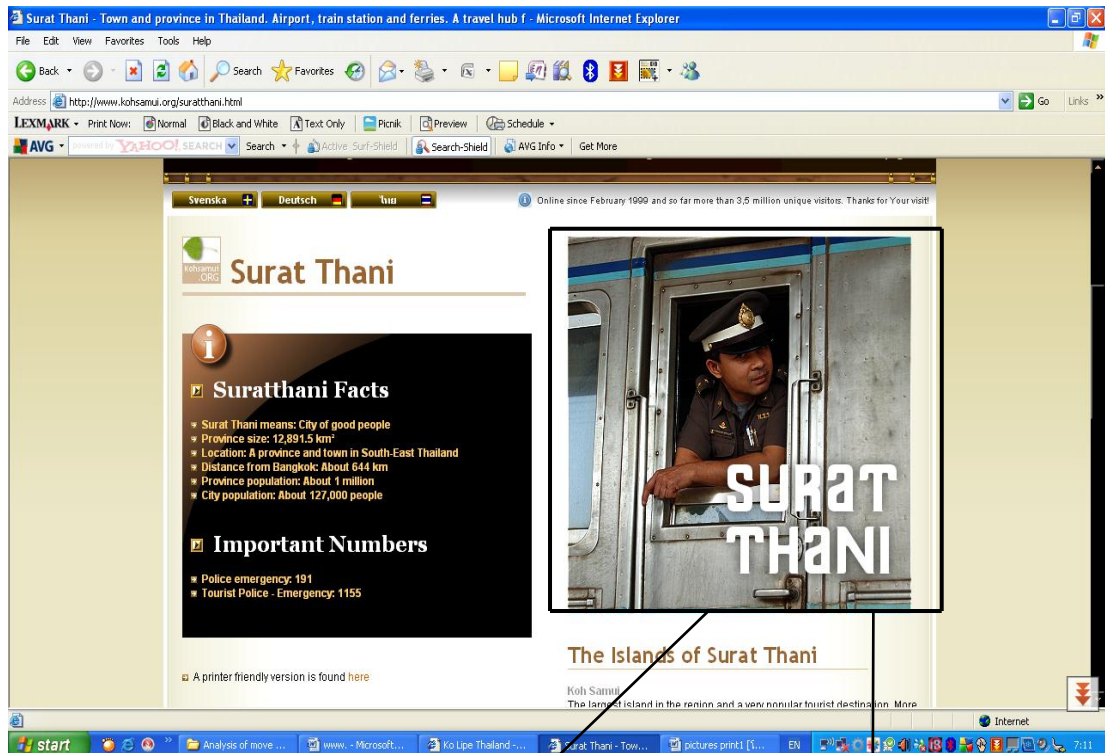 Surat Thani - Town and province in Thailand. Airport, train station and ferries. A travel hub f - Microsoft Internet Explorer
File Edit View Favorites Tools Help
Back Search Favorites
Address http://www.kohsamui.org/suratthani.html Go Links »
LEXMARK Print Now: Normal Black and White Text Only Picnik Preview Schedule
AVG powered by YAHOO! SEARCH Search Active Surf-Shield Search-Shield AVG Info Get More
Svenska Deutsch ไทย Online since February 1999 and so far more than 3,5 million unique visitors. Thanks for Your visit!
Kohsamui
.ORG
Surat Thani
Suratthani Facts
Surat Thani means: City of good people
Province size: 12,891.5 km²
Location: A province and town in South-East Thailand
Distance from Bangkok: About 644 km
Province population: About 1 million
City population: About 127,000 people
Important Numbers
Police emergency: 191
Tourist Police - Emergency: 1155
A printer friendly version is found here
SURAT
THANI
The Islands of Surat Thani
Koh Samui
The largest island in the region and a very popular tourist destination. More
Internet
start Analysis of move ... www. - Microsoft... Ko Lipe Thailand -... Surat Thani - Tow... pictures print1 EN 7:11